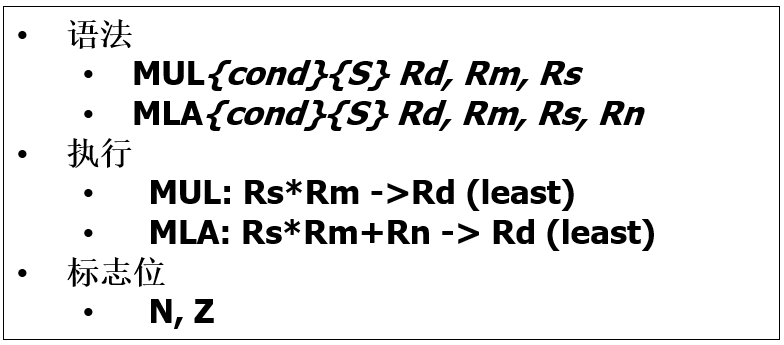 • 语法
• MUL{cond}{S} Rd, Rm, Rs
• MLA{cond}{S} Rd, Rm, Rs, Rn
• 执行
• MUL: Rs*Rm ->Rd (least)
• MLA: Rs*Rm+Rn -> Rd (least)
• 标志位
• N, Z